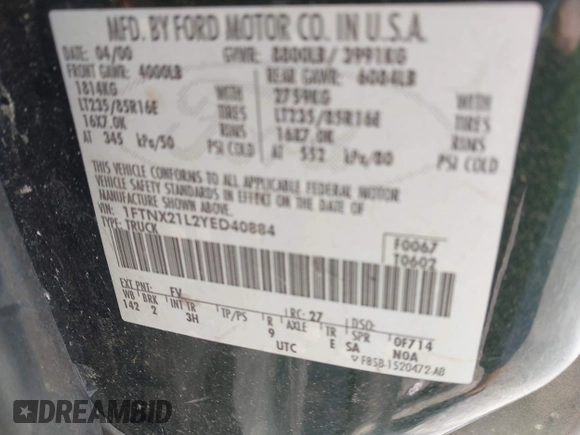 MFD. BY FORD MOTOR CO. IN U.S.A.
DATE: 04/00 GVWR: 8800LB/ 3991KG
FRONT GAWR: 4000LB REAR GAWR: 6084LB
1814KG WITH 2759KG WITH
LT235/85R16E TIRES LT235/85R16E TIRES
16X7.0K RIMS 16X7.0K RIMS
AT 345 kPa/50 PSI COLD AT 552 kPa/80 PSI COLD
THIS VEHICLE CONFORMS TO ALL APPLICABLE FEDERAL MOTOR
VEHICLE SAFETY STANDARDS IN EFFECT ON THE DATE OF
MANUFACTURE SHOWN ABOVE.
VIN: 1FTNX21L2YED40884
TYPE: TRUCK
F0067
T0602
EXT PNT: FV RC: 27 DSO:
WB BRK INT TR TP/PS R AXLE TR SPR 0F714
142 2 3H 9 E SA N0A
UTC
F85B-1520472-AB
DREAMBID